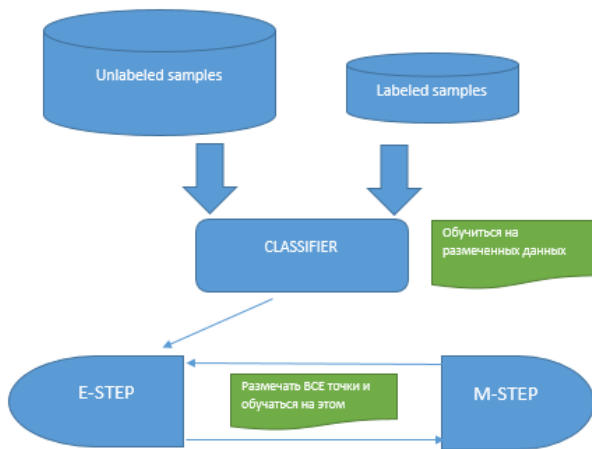 Unlabeled samples
Labeled samples
CLASSIFIER
Обучиться на
размеченных данных
E-STEP
Размечать ВСЕ точки и
обучаться на этом
M-STEP